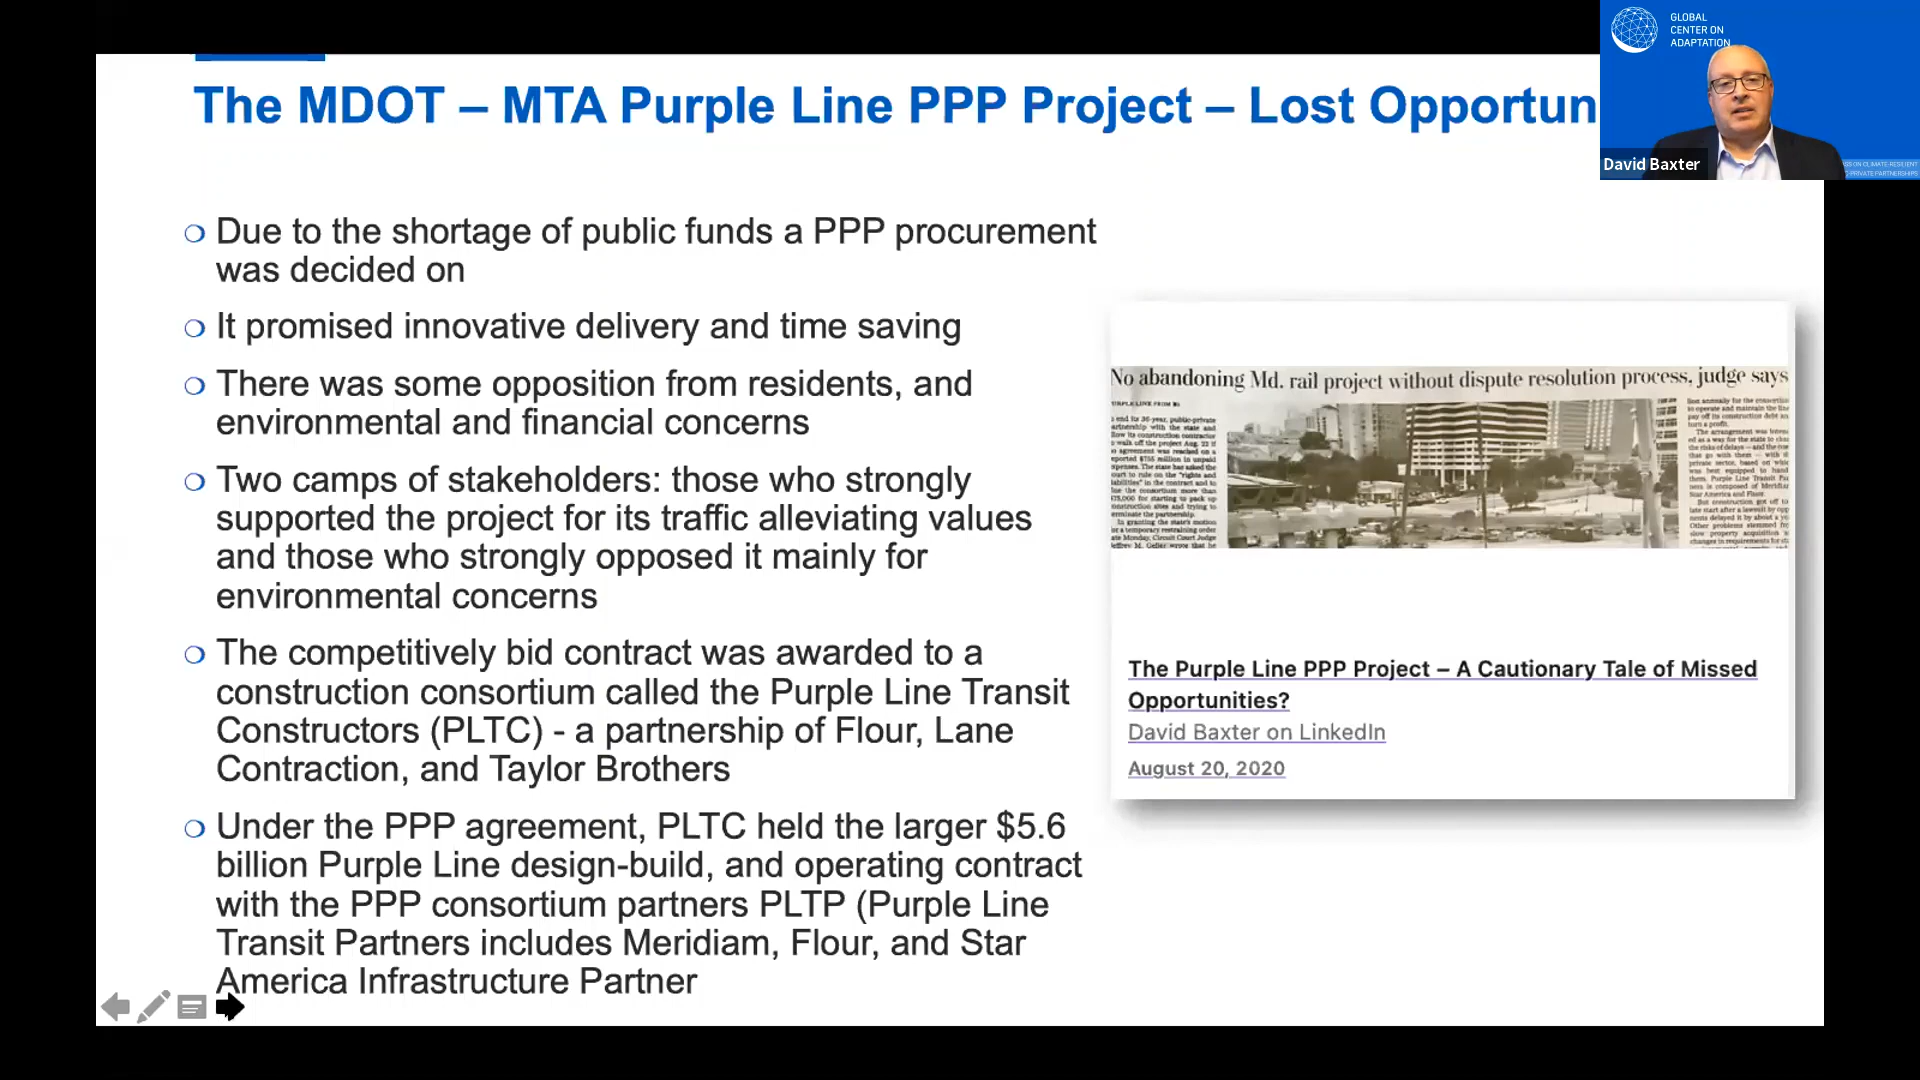 The MDOT – MTA Purple Line PPP Project – Lost Opportun
GLOBAL
CENTER ON
ADAPTATION
David Baxter
Due to the shortage of public funds a PPP procurement
was decided on
It promised innovative delivery and time saving
There was some opposition from residents, and
environmental and financial concerns
Two camps of stakeholders: those who strongly
supported the project for its traffic alleviating values
and those who strongly opposed it mainly for
environmental concerns
The competitively bid contract was awarded to a
construction consortium called the Purple Line Transit
Constructors (PLTC) - a partnership of Flour, Lane
Contraction, and Taylor Brothers
Under the PPP agreement, PLTC held the larger $5.6
billion Purple Line design-build, and operating contract
with the PPP consortium partners PLTP (Purple Line
Transit Partners includes Meridiam, Flour, and Star
America Infrastructure Partner
No abandoning Md. rail project without dispute resolution process, judge says
The Purple Line PPP Project – A Cautionary Tale of Missed
Opportunities?
David Baxter on LinkedIn
August 20, 2020